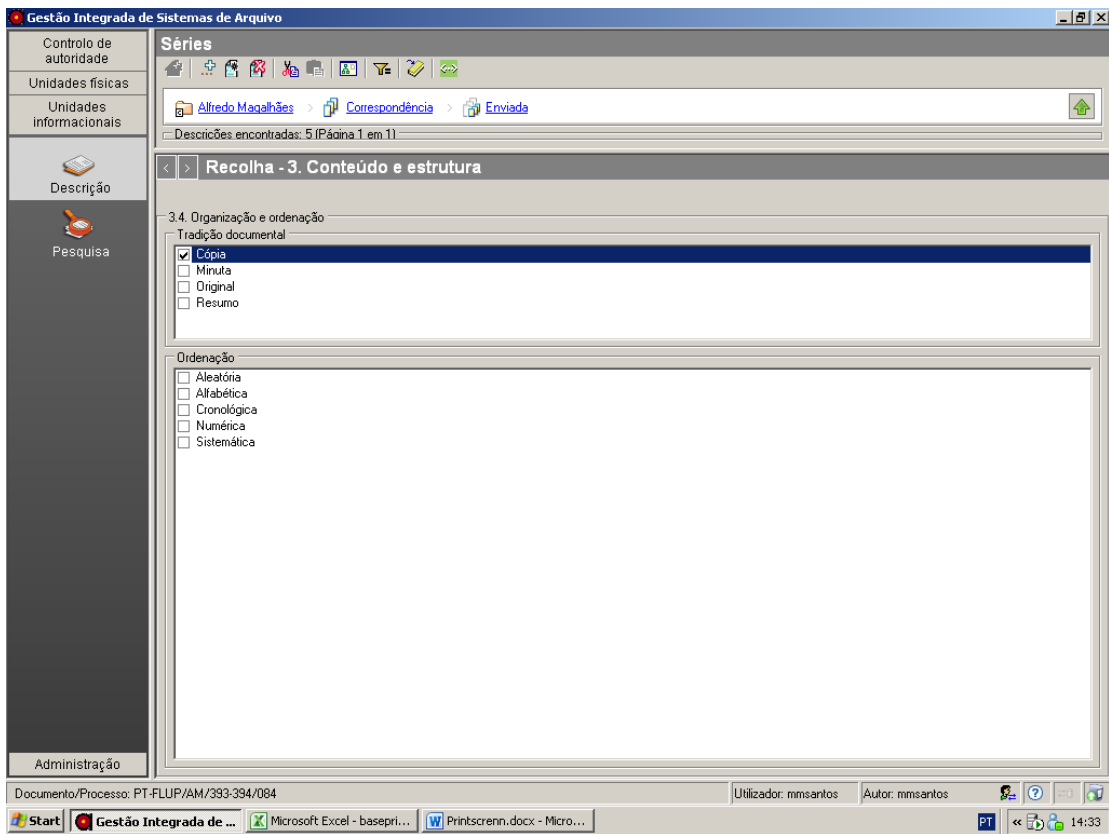 Gestão Integrada de Sistemas de Arquivo
Controlo de
autoridade
Unidades físicas
Unidades
informacionais
Descrição
Pesquisa
Administração
Séries
Alfredo Magalhães > Correspondência > Enviada
Descrições encontradas: 5 (Página 1 em 1)
< > Recolha - 3. Conteúdo e estrutura
3.4. Organização e ordenação
Tradição documental
Cópia
Minuta
Original
Resumo
Ordenação
Aleatória
Alfabética
Cronológica
Numérica
Sistemática
Documento/Processo: PT-FLUP/AM/393-394/084 Utilizador: mmsantos Autor: mmsantos
Start Gestão Integrada de ... Microsoft Excel - basepri... Printscrenn.docx - Micro... PT « 14:33